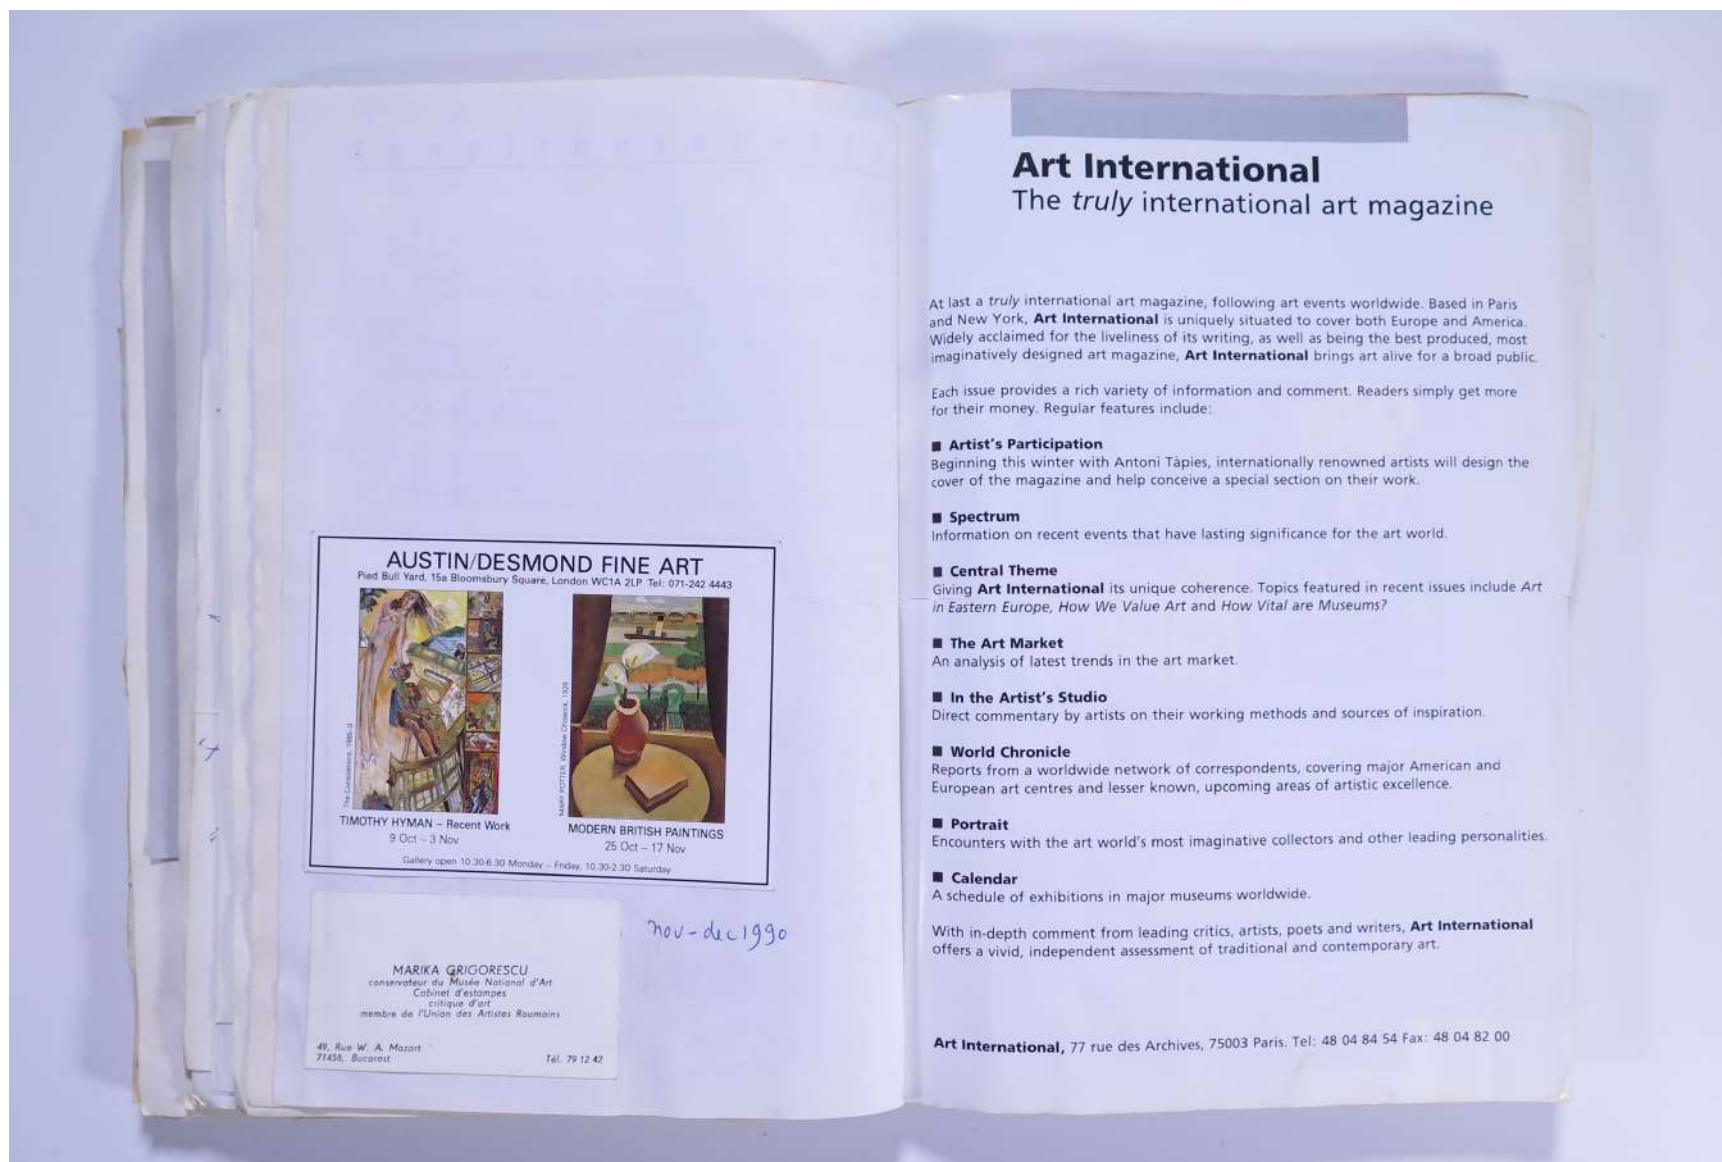 AUSTIN/DESMOND FINE ART
Pied Bull Yard, 15a Bloomsbury Square, London WC1A 2LP Tel: 071-242 4443
The Consolations, 1985-9
MARY POTTER, Window Chiswick, 1929
TIMOTHY HYMAN – Recent Work
9 Oct – 3 Nov
MODERN BRITISH PAINTINGS
25 Oct – 17 Nov
Gallery open 10.30-6.30 Monday – Friday, 10.30-2.30 Saturday
MARIKA GRIGORESCU
conservateur du Musée National d'Art
Cabinet d'estampes
critique d'art
membre de l'Union des Artistes Roumains
49, Rue W. A. Mozart
71458, Bucarest
Tél. 79 12 42
nov-dec 1990
Art International
The truly international art magazine
At last a truly international art magazine, following art events worldwide. Based in Paris
and New York, Art International is uniquely situated to cover both Europe and America.
Widely acclaimed for the liveliness of its writing, as well as being the best produced, most
imaginatively designed art magazine, Art International brings art alive for a broad public.
Each issue provides a rich variety of information and comment. Readers simply get more
for their money. Regular features include:
■ Artist's Participation
Beginning this winter with Antoni Tàpies, internationally renowned artists will design the
cover of the magazine and help conceive a special section on their work.
■ Spectrum
Information on recent events that have lasting significance for the art world.
■ Central Theme
Giving Art International its unique coherence. Topics featured in recent issues include Art
in Eastern Europe, How We Value Art and How Vital are Museums?
■ The Art Market
An analysis of latest trends in the art market.
■ In the Artist's Studio
Direct commentary by artists on their working methods and sources of inspiration.
■ World Chronicle
Reports from a worldwide network of correspondents, covering major American and
European art centres and lesser known, upcoming areas of artistic excellence.
■ Portrait
Encounters with the art world's most imaginative collectors and other leading personalities.
■ Calendar
A schedule of exhibitions in major museums worldwide.
With in-depth comment from leading critics, artists, poets and writers, Art International
offers a vivid, independent assessment of traditional and contemporary art.
Art International, 77 rue des Archives, 75003 Paris. Tel: 48 04 84 54 Fax: 48 04 82 00